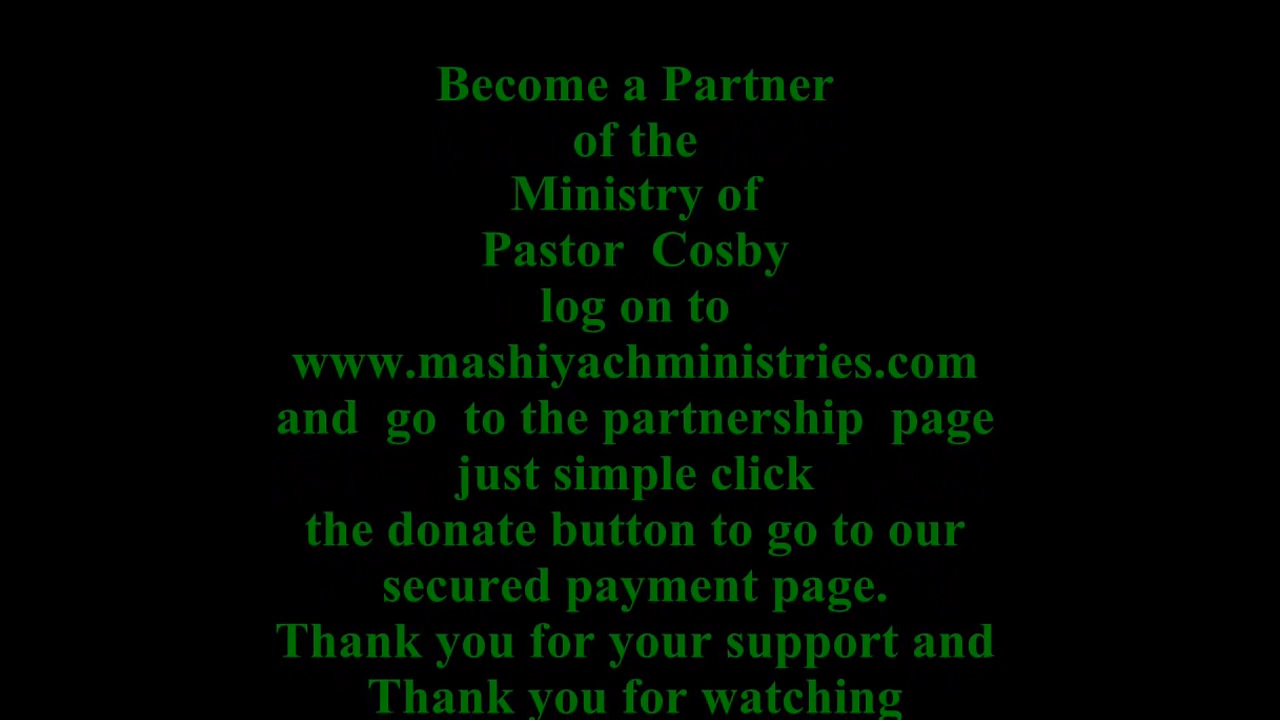 Become a Partner
of the
Ministry of
Pastor Cosby
log on to
www.mashiyachministries.com
and go to the partnership page
just simple click
the donate button to go to our
secured payment page.
Thank you for your support and
Thank you for watching